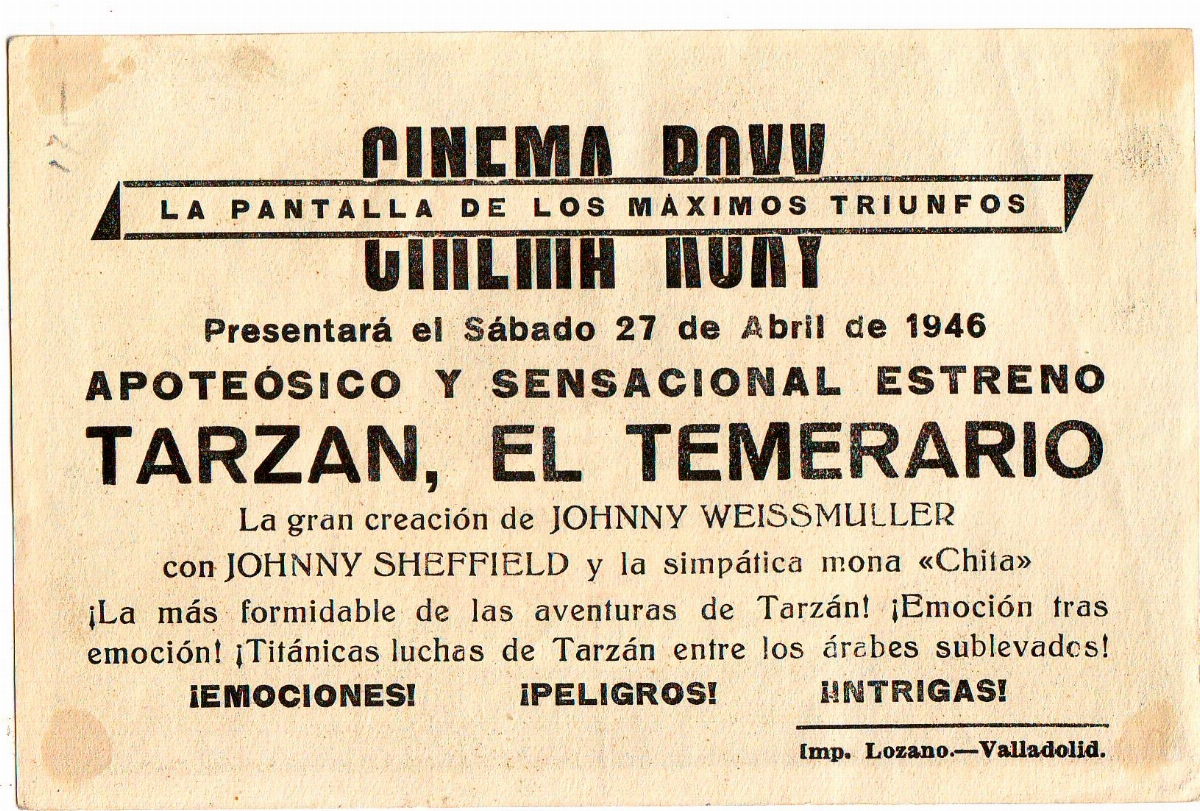 CINEMA ROXY
LA PANTALLA DE LOS MÁXIMOS TRIUNFOS
Presentará el Sábado 27 de Abril de 1946
APOTEÓSICO Y SENSACIONAL ESTRENO
TARZAN, EL TEMERARIO
La gran creación de JOHNNY WEISSMULLER
con JOHNNY SHEFFIELD y la simpática mona «Chita»
¡La más formidable de las aventuras de Tarzán! ¡Emoción tras
emoción! ¡Titánicas luchas de Tarzán entre los árabes sublevados!
¡EMOCIONES! ¡PELIGROS! ¡INTRIGAS!
Imp. Lozano.—Valladolid.